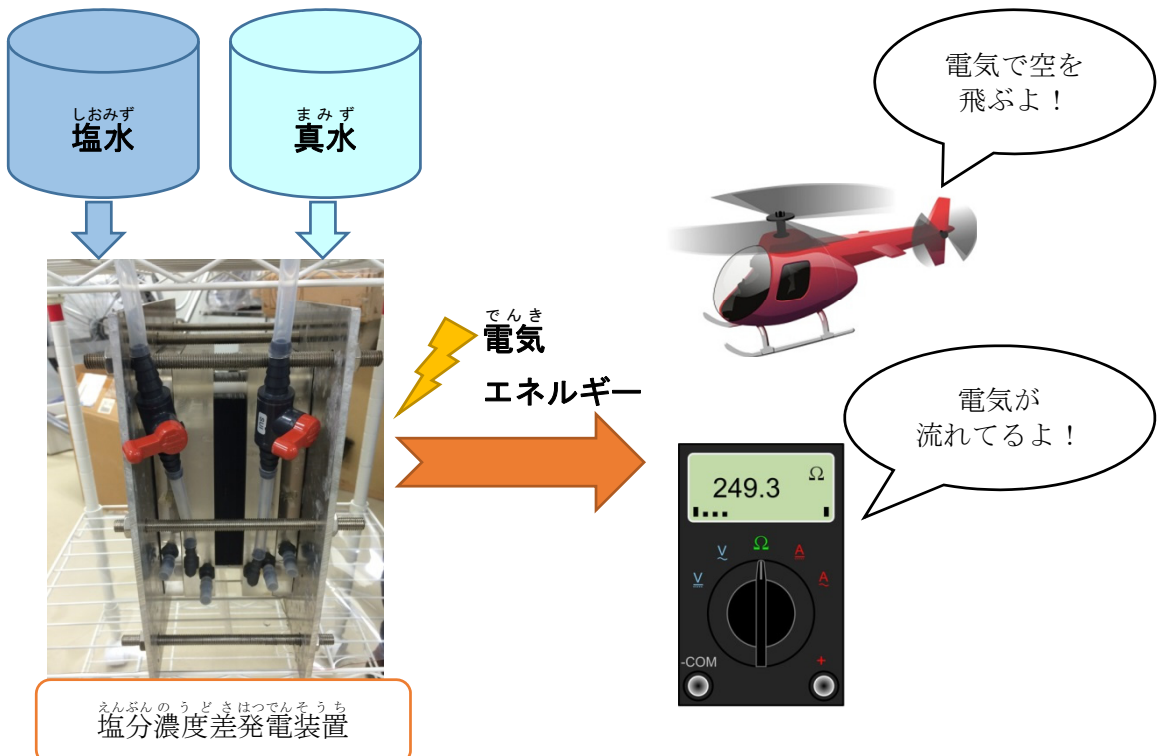 しおみず
塩水
まみず
真水
でんき
電気
エネルギー
えんぶんのうどさはつでんそうち
塩分濃度差発電装置
電気で空を
飛ぶよ！
電気が
流れてるよ！
249.3 Ω
V Ω A
V A
-COM +